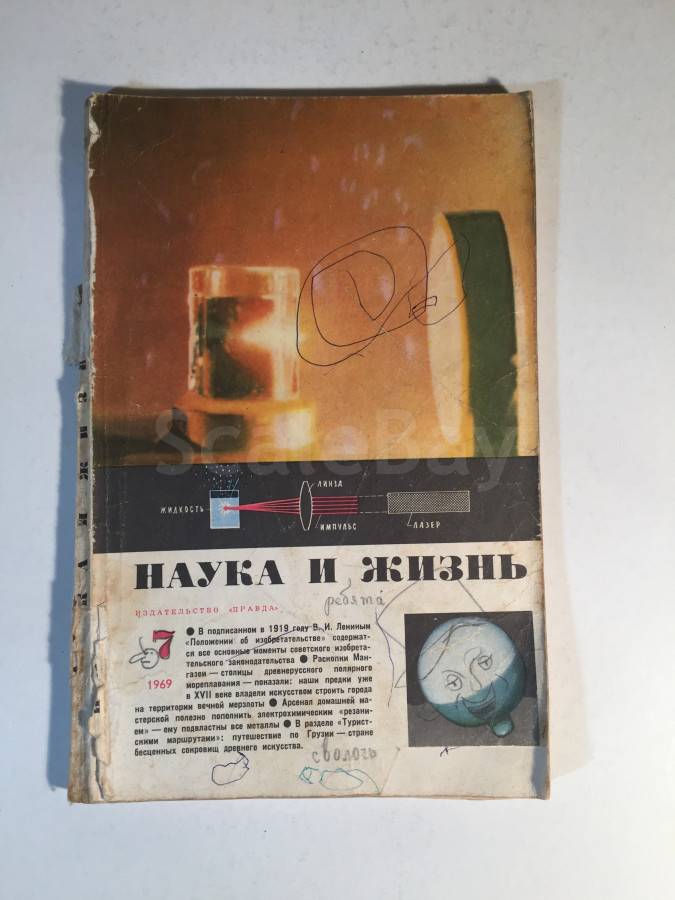 ScaleBay
ЛИНЗА
ЖИДКОСТЬ
ИМПУЛЬС
ЛАЗЕР
НАУКА И ЖИЗНЬ
ребята
ИЗДАТЕЛЬСТВО «ПРАВДА».
7
1969
● В подписанном в 1919 году В. И. Лениным
«Положении об изобретательстве» содержат-
ся все основные моменты советского изобрета-
тельского законодательства ● Раскопки Ман-
газеи — столицы древнерусского полярного
мореплавания — показали: наши предки уже
в XVII веке владели искусством строить города
на территории вечной мерзлоты ● Арсенал домашней ма-
стерской полезно пополнить электрохимическим «резани-
ем» — ему подвластны все металлы ● В разделе «Турист-
скими маршрутами»: путешествие по Грузии — стране
бесценных сокровищ древнего искусства.
сволочь